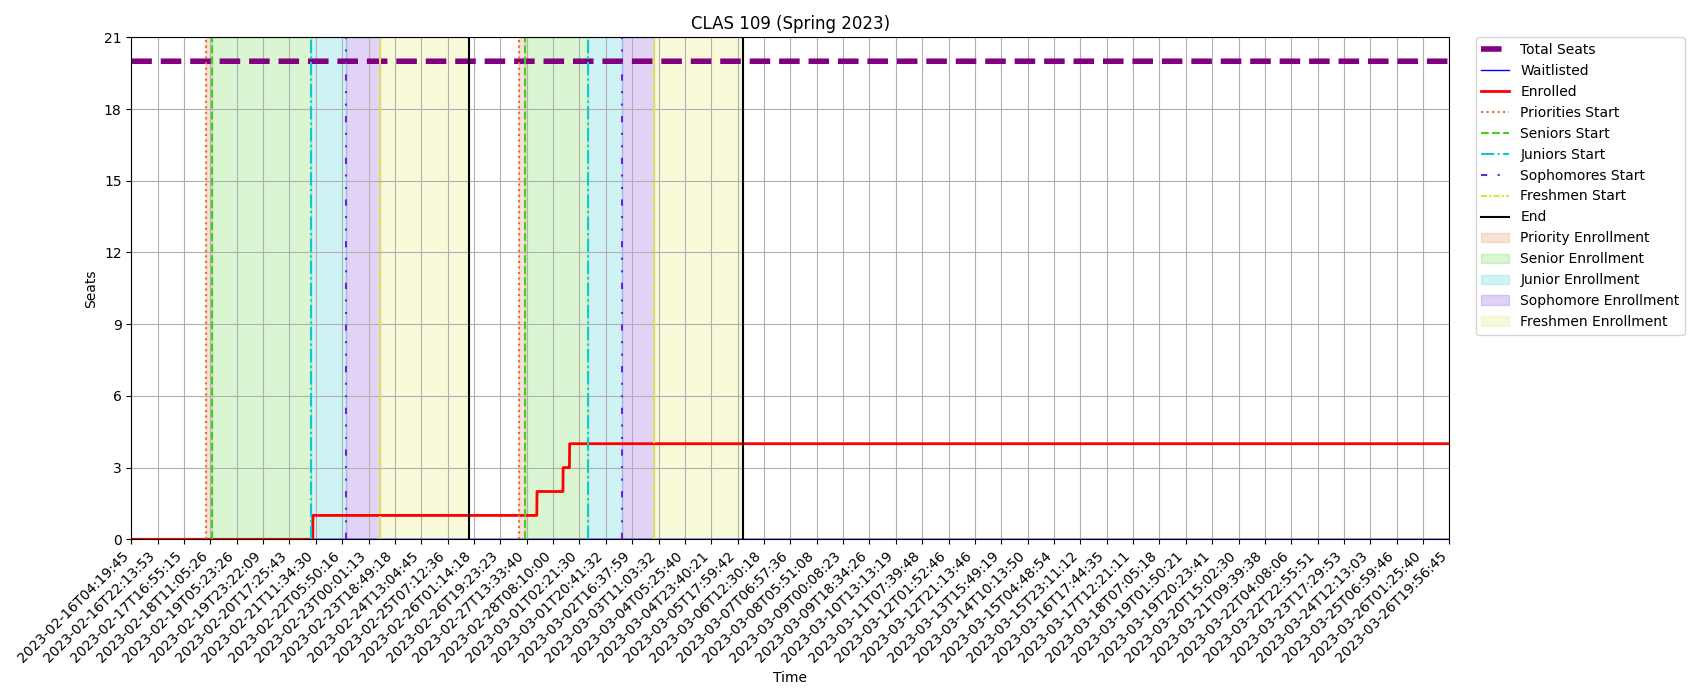 CLAS 109 (Spring 2023)
21
18
15
12
9
6
3
0
Seats
2023-02-16T04:19:45
2023-02-16T22:13:53
2023-02-17T16:55:15
2023-02-18T11:05:26
2023-02-19T05:23:26
2023-02-19T23:22:09
2023-02-20T17:25:43
2023-02-21T11:34:30
2023-02-22T05:50:16
2023-02-23T00:01:13
2023-02-23T18:49:18
2023-02-24T13:04:45
2023-02-25T07:12:36
2023-02-26T01:14:18
2023-02-26T19:23:23
2023-02-27T13:33:40
2023-02-28T08:10:00
2023-03-01T02:21:30
2023-03-01T20:41:32
2023-03-02T16:37:59
2023-03-03T11:03:32
2023-03-04T05:25:40
2023-03-04T23:40:21
2023-03-05T17:59:42
2023-03-06T12:30:18
2023-03-07T06:57:36
2023-03-08T05:51:08
2023-03-09T00:08:23
2023-03-09T18:34:26
2023-03-10T13:13:19
2023-03-11T07:39:48
2023-03-12T01:52:46
2023-03-12T21:13:46
2023-03-13T15:49:19
2023-03-14T10:13:50
2023-03-15T04:48:54
2023-03-15T23:11:12
2023-03-16T17:44:35
2023-03-17T12:21:11
2023-03-18T07:05:18
2023-03-19T01:50:21
2023-03-19T20:23:41
2023-03-20T15:02:30
2023-03-21T09:39:38
2023-03-22T04:08:06
2023-03-22T22:55:51
2023-03-23T17:29:53
2023-03-24T12:13:03
2023-03-25T06:59:46
2023-03-26T01:25:40
2023-03-26T19:56:45
Time
Total Seats
Waitlisted
Enrolled
Priorities Start
Seniors Start
Juniors Start
Sophomores Start
Freshmen Start
End
Priority Enrollment
Senior Enrollment
Junior Enrollment
Sophomore Enrollment
Freshmen Enrollment